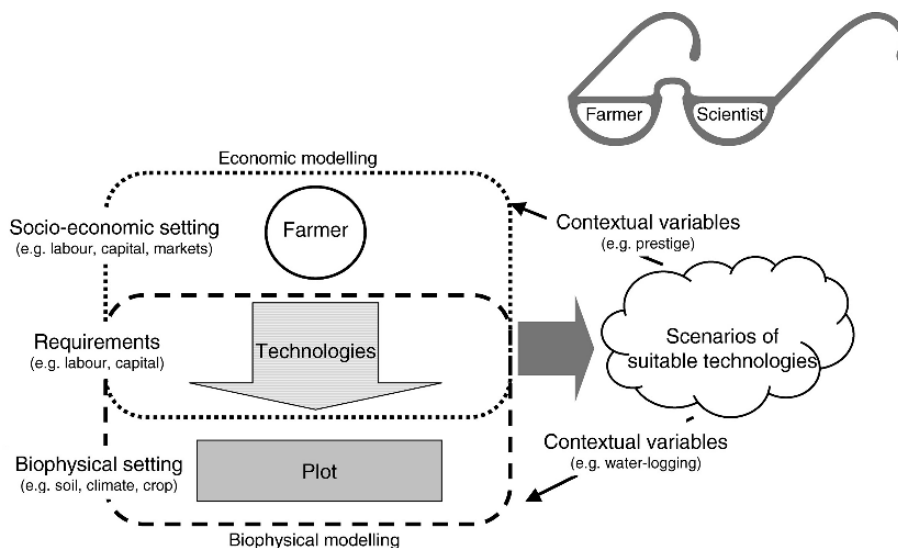 Farmer
Scientist
Economic modelling
Socio-economic setting
(e.g. labour, capital, markets)
Farmer
Contextual variables
(e.g. prestige)
Requirements
(e.g. labour, capital)
Technologies
Scenarios of
suitable technologies
Biophysical setting
(e.g. soil, climate, crop)
Plot
Contextual variables
(e.g. water-logging)
Biophysical modelling